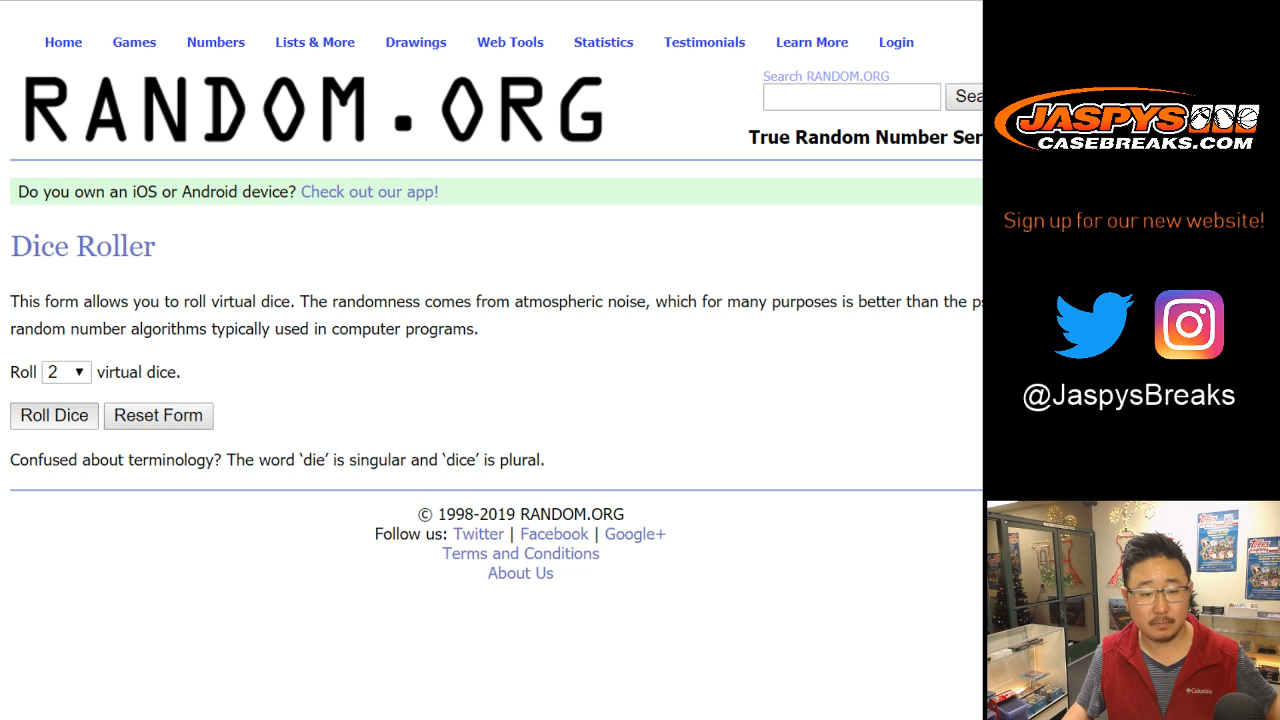 Home Games Numbers Lists & More Drawings Web Tools Statistics Testimonials Learn More Login
RANDOM.ORG
Search RANDOM.ORG
Sea
True Random Number Ser
Do you own an iOS or Android device? Check out our app!
Dice Roller
This form allows you to roll virtual dice. The randomness comes from atmospheric noise, which for many purposes is better than the ps
random number algorithms typically used in computer programs.
Roll 2 virtual dice.
Roll Dice Reset Form
Confused about terminology? The word ‘die’ is singular and ‘dice’ is plural.
© 1998-2019 RANDOM.ORG
Follow us: Twitter | Facebook | Google+
Terms and Conditions
About Us
JASPYS
CASEBREAKS.COM
Sign up for our new website!
@JaspysBreaks
Columbia